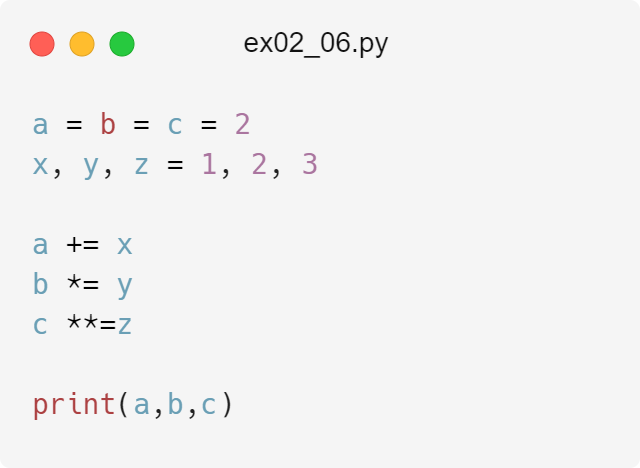 ex02_06.py
a = b = c = 2
x, y, z = 1, 2, 3
a += x
b *= y
c **=z
print(a,b,c)